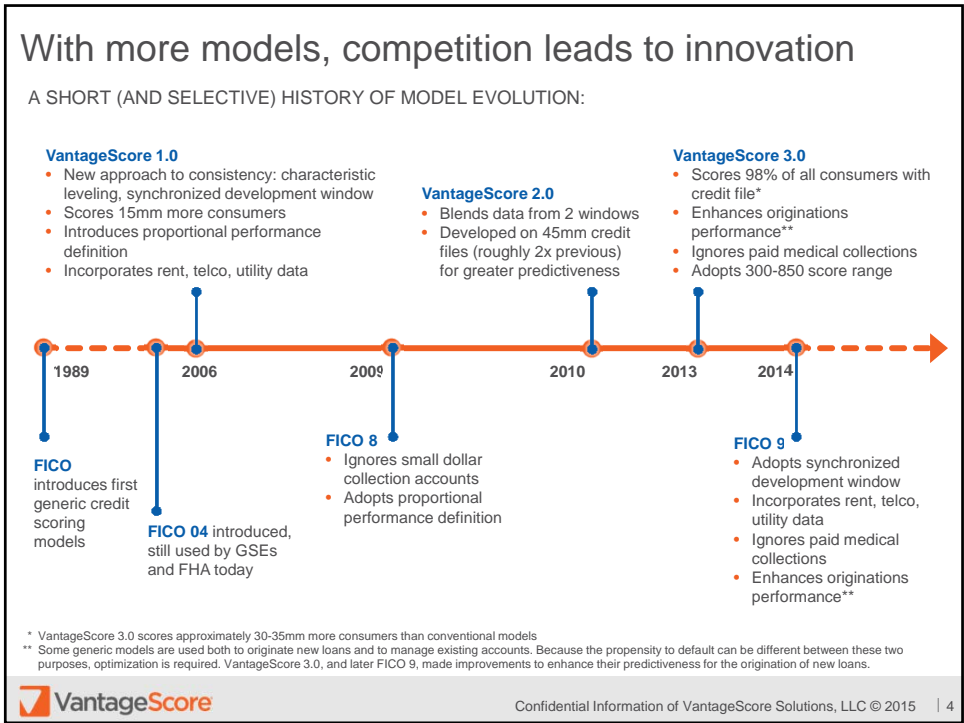 With more models, competition leads to innovation
A SHORT (AND SELECTIVE) HISTORY OF MODEL EVOLUTION:
VantageScore 1.0
• New approach to consistency: characteristic
leveling, synchronized development window
• Scores 15mm more consumers
• Introduces proportional performance
definition
• Incorporates rent, telco, utility data
VantageScore 2.0
• Blends data from 2 windows
• Developed on 45mm credit
files (roughly 2x previous)
for greater predictiveness
VantageScore 3.0
• Scores 98% of all consumers with
credit file*
• Enhances originations
performance**
• Ignores paid medical collections
• Adopts 300-850 score range
1989 2006 2009 2010 2013 2014
FICO
introduces first
generic credit
scoring
models
FICO 04 introduced,
still used by GSEs
and FHA today
FICO 8
• Ignores small dollar
collection accounts
• Adopts proportional
performance definition
FICO 9
• Adopts synchronized
development window
• Incorporates rent, telco,
utility data
• Ignores paid medical
collections
• Enhances originations
performance**
* VantageScore 3.0 scores approximately 30-35mm more consumers than conventional models
** Some generic models are used both to originate new loans and to manage existing accounts. Because the propensity to default can be different between these two
purposes, optimization is required. VantageScore 3.0, and later FICO 9, made improvements to enhance their predictiveness for the origination of new loans.
VantageScore
Confidential Information of VantageScore Solutions, LLC © 2015 | 4